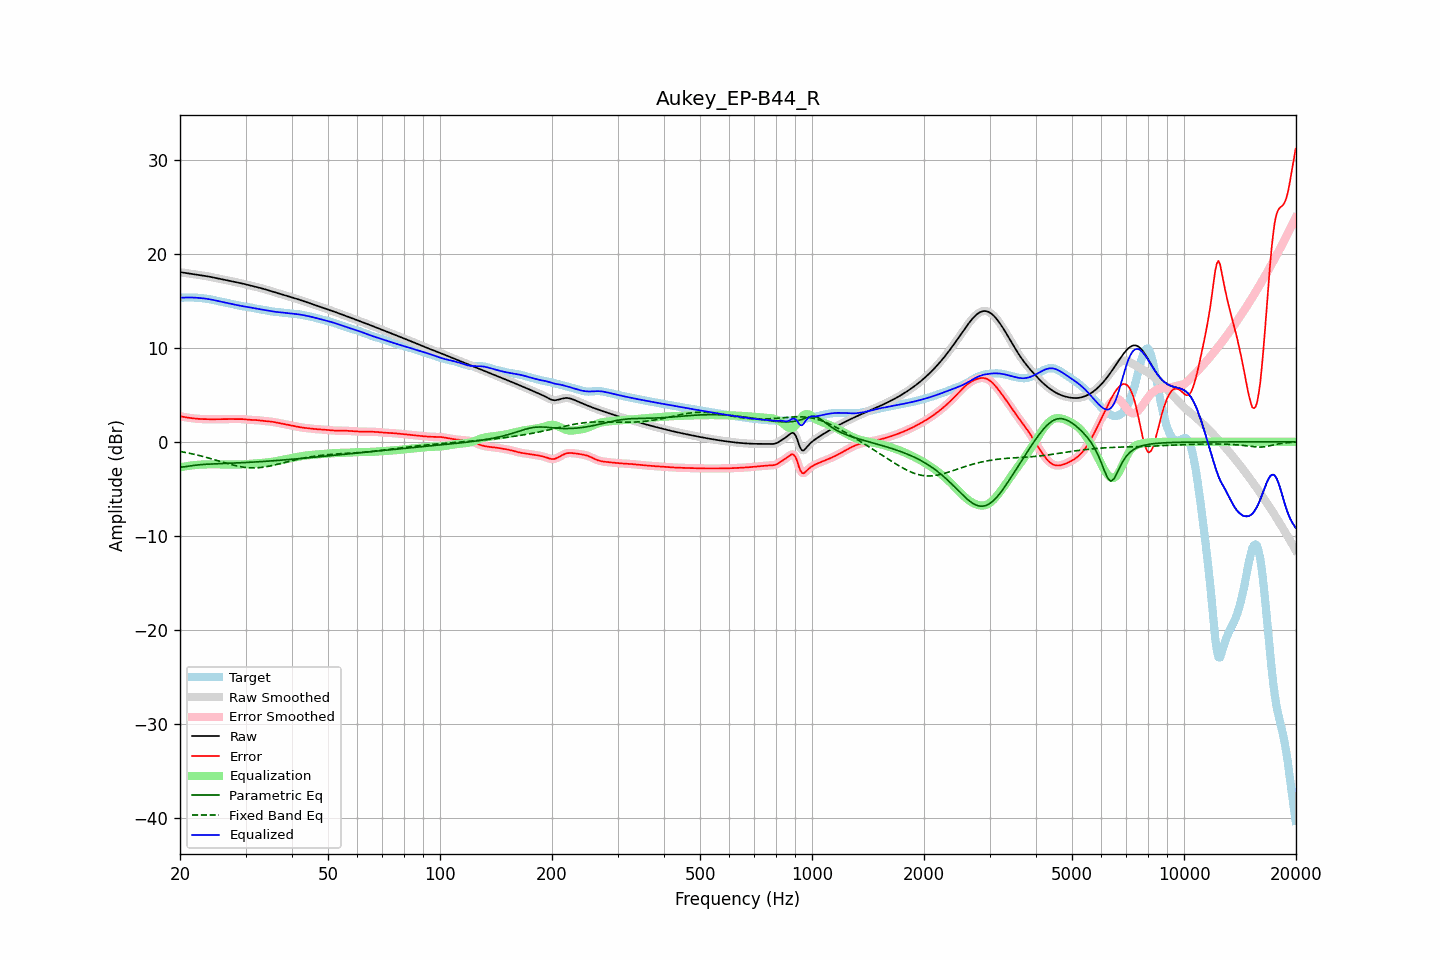 Aukey_EP-B44_R
Amplitude (dBr)
30
20
10
0
−10
−20
−30
−40
Target
Raw Smoothed
Error Smoothed
Raw
Error
Equalization
Parametric Eq
Fixed Band Eq
Equalized
20 50 100 200 500 1000 2000 5000 10000 20000
Frequency (Hz)